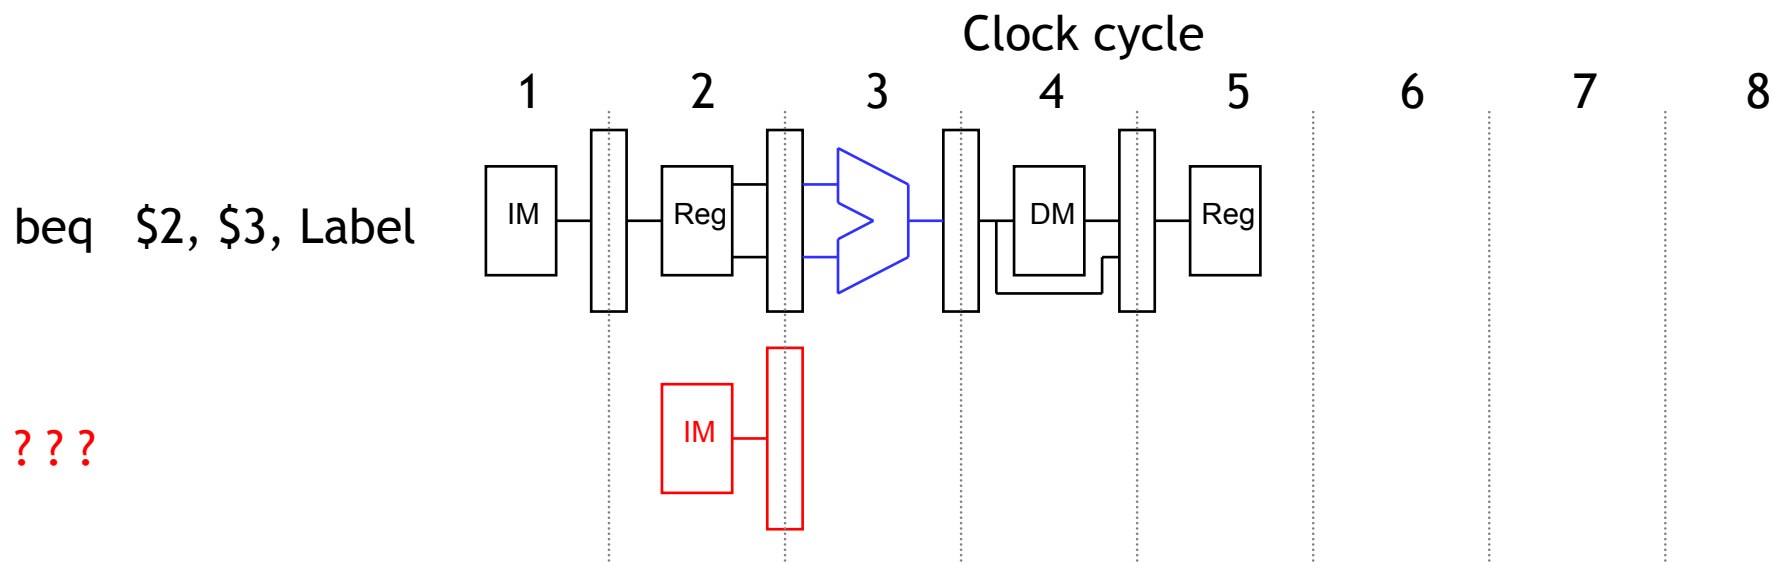 Clock cycle
1 2 3 4 5 6 7 8
beq $2, $3, Label IM Reg DM Reg
? ? ? IM